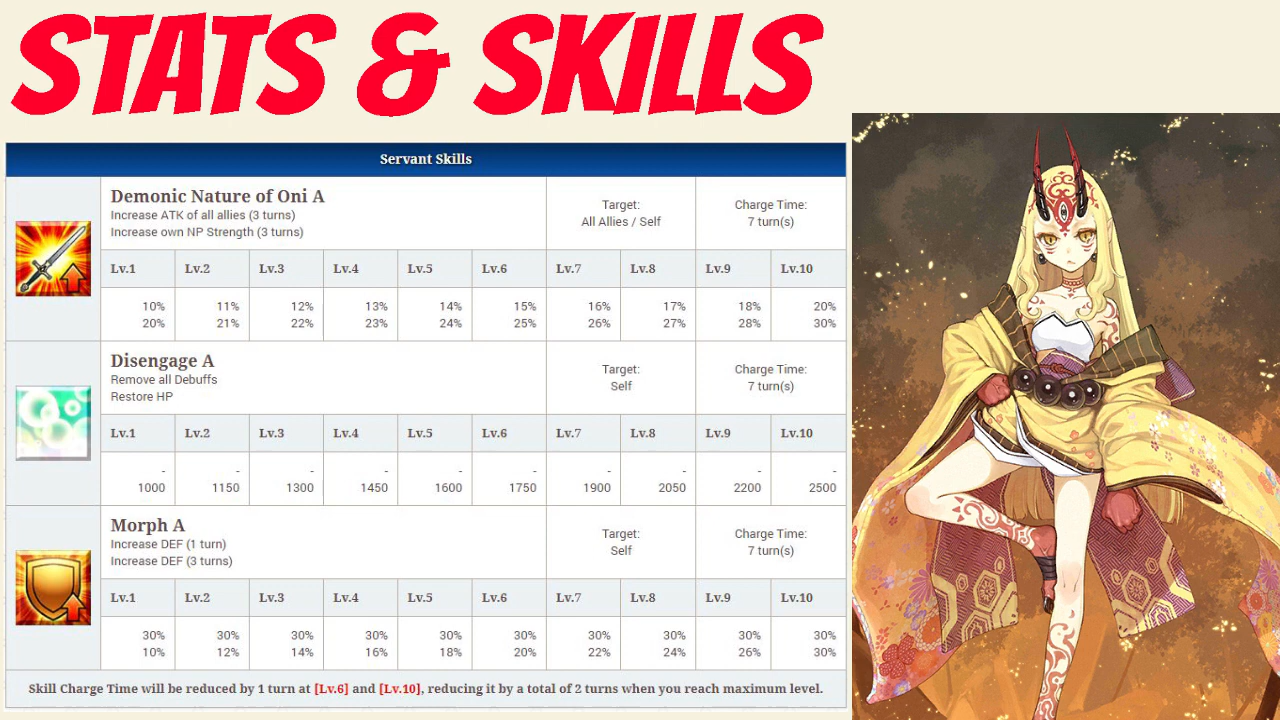 STATS & SKILLS
Servant Skills
Demonic Nature of Oni A
Increase ATK of all allies (3 turns)
Increase own NP Strength (3 turns)
Target:
All Allies / Self
Charge Time:
7 turn(s)
Lv.1 Lv.2 Lv.3 Lv.4 Lv.5 Lv.6 Lv.7 Lv.8 Lv.9 Lv.10
10% 11% 12% 13% 14% 15% 16% 17% 18% 20%
20% 21% 22% 23% 24% 25% 26% 27% 28% 30%
Disengage A
Remove all Debuffs
Restore HP
Target:
Self
Charge Time:
7 turn(s)
Lv.1 Lv.2 Lv.3 Lv.4 Lv.5 Lv.6 Lv.7 Lv.8 Lv.9 Lv.10
- - - - - - - - - -
1000 1150 1300 1450 1600 1750 1900 2050 2200 2500
Morph A
Increase DEF (1 turn)
Increase DEF (3 turns)
Target:
Self
Charge Time:
7 turn(s)
Lv.1 Lv.2 Lv.3 Lv.4 Lv.5 Lv.6 Lv.7 Lv.8 Lv.9 Lv.10
30% 30% 30% 30% 30% 30% 30% 30% 30% 30%
10% 12% 14% 16% 18% 20% 22% 24% 26% 30%
Skill Charge Time will be reduced by 1 turn at [Lv.6] and [Lv.10], reducing it by a total of 2 turns when you reach maximum level.